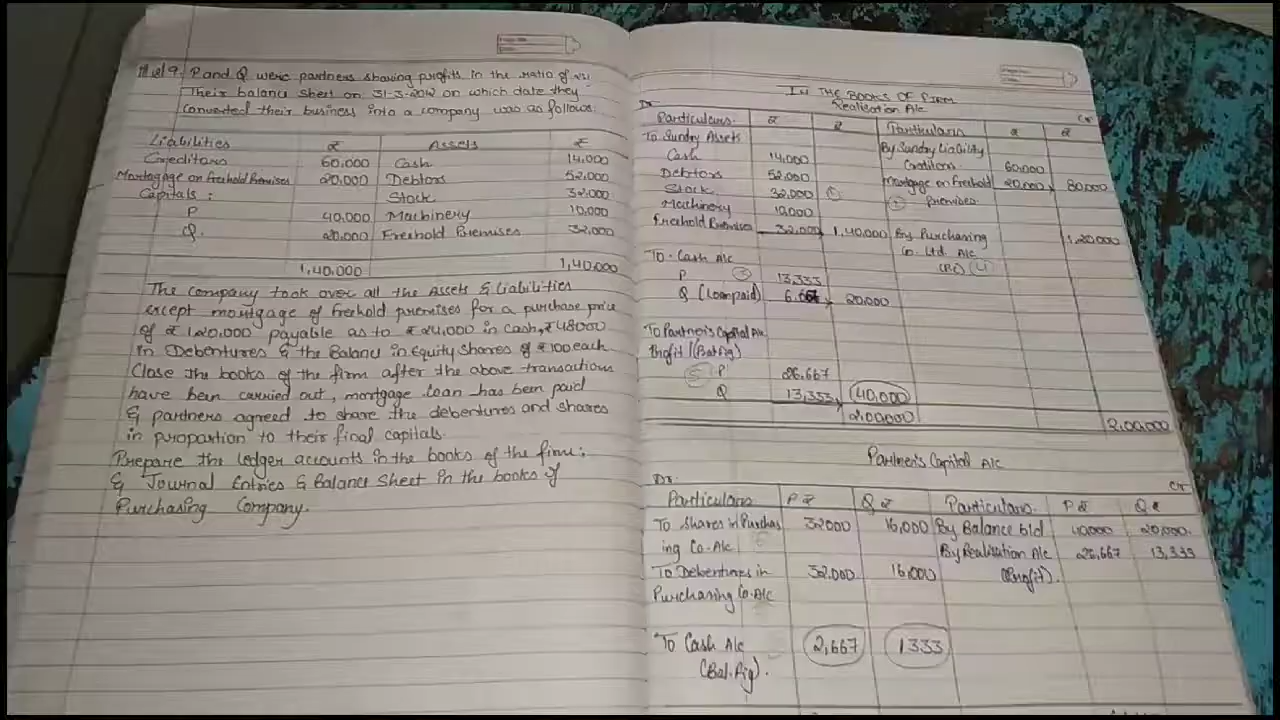 P and Q were partners sharing profits in the ratio of
Their balance sheet on 31-3-2012 on which date they
converted their business into a company was as follows.
Liabilities ₹ Assets ₹
Creditors 60,000 Cash 14,000
Mortgage on Freehold Premises 20,000 Debtors 52,000
Capitals : Stock 32,000
P 40,000 Machinery 10,000
Q. 20,000 Freehold Premises 32,000
1,40,000 1,40,000
The company took over all the Assets & Liabilities
except mortgage of freehold premises for a purchase price
of ₹ 1,20,000 payable as to ₹ 24,000 in cash, ₹ 48000
in Debentures & the Balance in Equity Shares of ₹ 100 each
Close the books of the firm after the above transactions
have been carried out, mortgage loan has been paid
& partners agreed to share the debentures and shares
in proportion to their final capitals.
Prepare the ledger accounts in the books of the firm;
& Journal Entries & Balance Sheet in the books of
Purchasing Company.
IN THE BOOKS OF FIRM
Realisation A/c
Dr. Cr
Particulars ₹ ₹ Particulars ₹ ₹
To Sundry Assets By Sundry Liability
Cash 14,000 Creditors 60,000
Debtors 52,000 Mortgage on Freehold 20,000 80,000
Stock 32,000 ① premises.
Machinery 10,000
Freehold Premises 32,000 1,40,000 By Purchasing 1,20,000
To Cash A/c Co. Ltd. A/c
P ③ 13,333 (PC) ④
Q (Loan paid) 6,667 20,000
To Partner's Capital A/c
Profit (Bal fig)
⑤ P 26,667
Q 13,333 40,000
2,00,000 2,00,000
Partner's Capital A/c
Dr. Cr
Particulars P ₹ Q ₹ Particulars. P ₹ Q ₹
To Shares in Purchas 32000 16,000 By Balance b/d 40,000 20,000.
ing Co. A/c By Realisation A/c 26,667 13,333
To Debentures in 32,000 16,000 (Profit).
Purchasing Co. A/c
To Cash A/c 2,667 1333
(Bal. Fig).